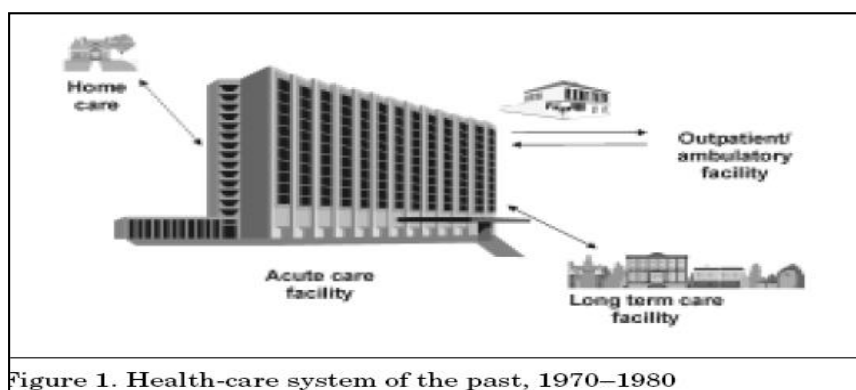 Home
care
Outpatient/
ambulatory
facility
Acute care
facility
Long term care
facility
Figure 1. Health-care system of the past, 1970–1980